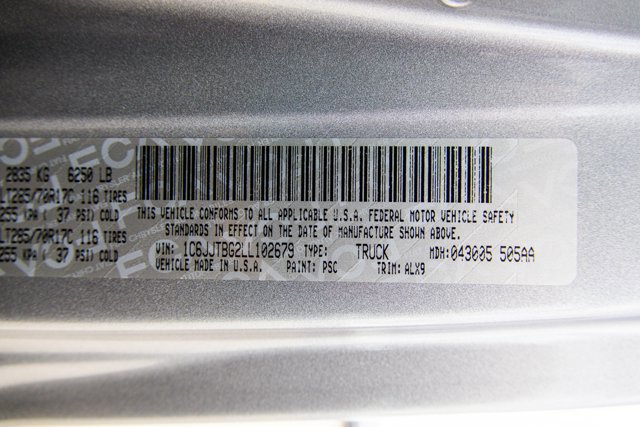 2835 KG 6250 LB
LT285/70R17C 116 TIRES
255 KPA ( 37 PSI) COLD
LT285/70R17C 116 TIRES
255 KPA ( 37 PSI) COLD
THIS VEHICLE CONFORMS TO ALL APPLICABLE U.S.A. FEDERAL MOTOR VEHICLE SAFETY
STANDARDS IN EFFECT ON THE DATE OF MANUFACTURE SHOWN ABOVE.
VIN: 1C6JJTBG2LL102679 TYPE: TRUCK MDH: 043005 505AA
VEHICLE MADE IN U.S.A. PAINT: PSC TRIM: ALX9